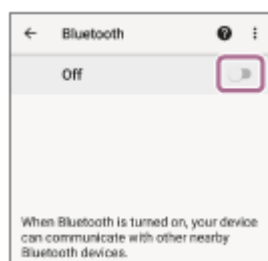 Bluetooth
Off
When Bluetooth is turned on, your device
can communicate with other nearby
Bluetooth devices.